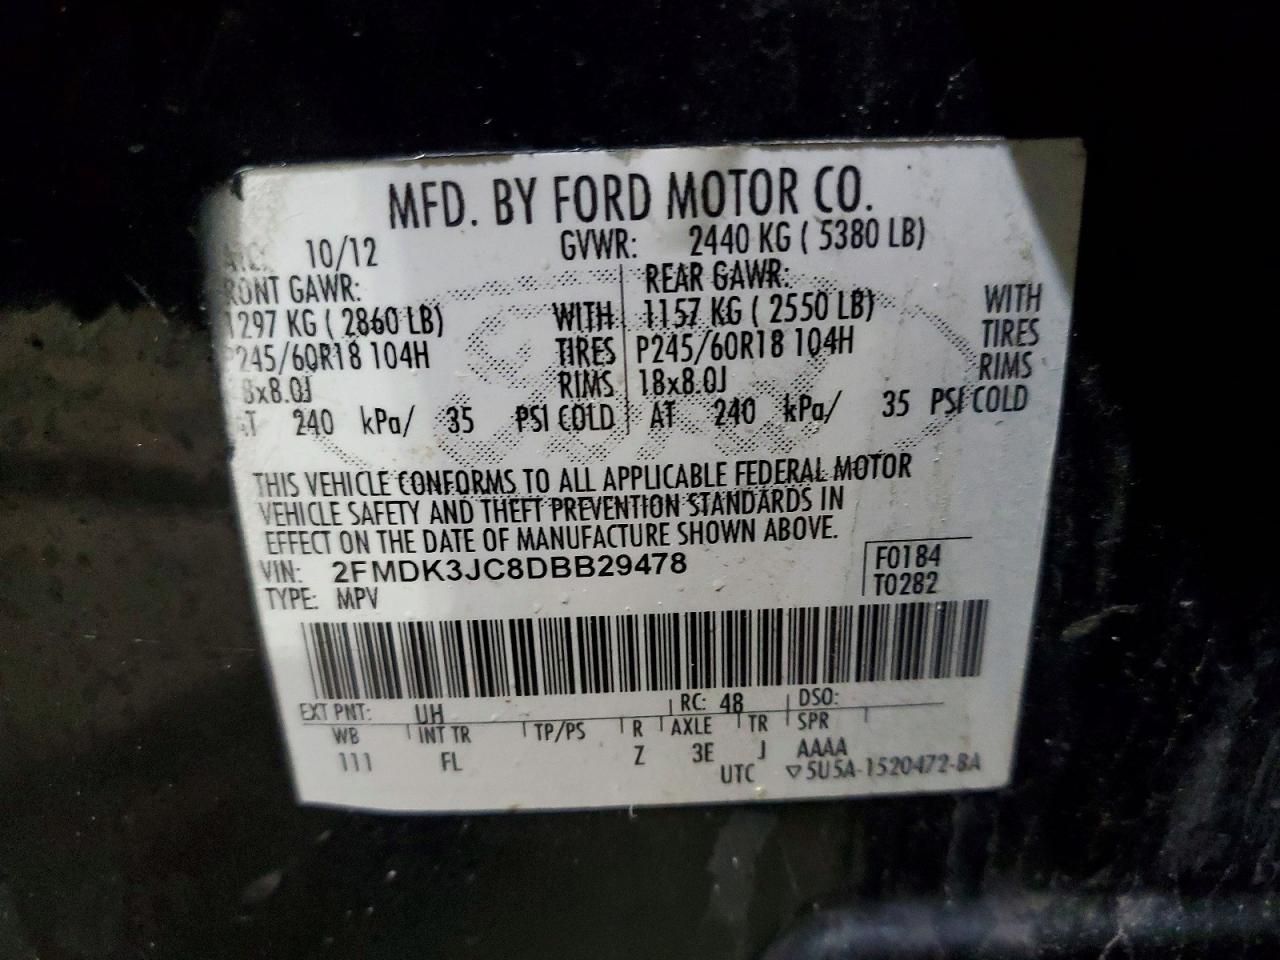 MFD. BY FORD MOTOR CO.
10/12 GVWR: 2440 KG ( 5380 LB)
RONT GAWR: REAR GAWR:
1297 KG ( 2860 LB) WITH 1157 KG ( 2550 LB) WITH
P245/60R18 104H TIRES P245/60R18 104H TIRES
8x8.0J RIMS 18x8.0J RIMS
AT 240 kPa/ 35 PSI COLD AT 240 kPa/ 35 PSI COLD
THIS VEHICLE CONFORMS TO ALL APPLICABLE FEDERAL MOTOR
VEHICLE SAFETY AND THEFT PREVENTION STANDARDS IN
EFFECT ON THE DATE OF MANUFACTURE SHOWN ABOVE.
VIN: 2FMDK3JC8DBB29478 F0184
TYPE: MPV T0282
EXT PNT: UH RC: 48 DSO:
WB INT TR TP/PS R AXLE TR SPR
111 FL Z 3E J AAAA
UTC ▽5U5A-1520472-BA